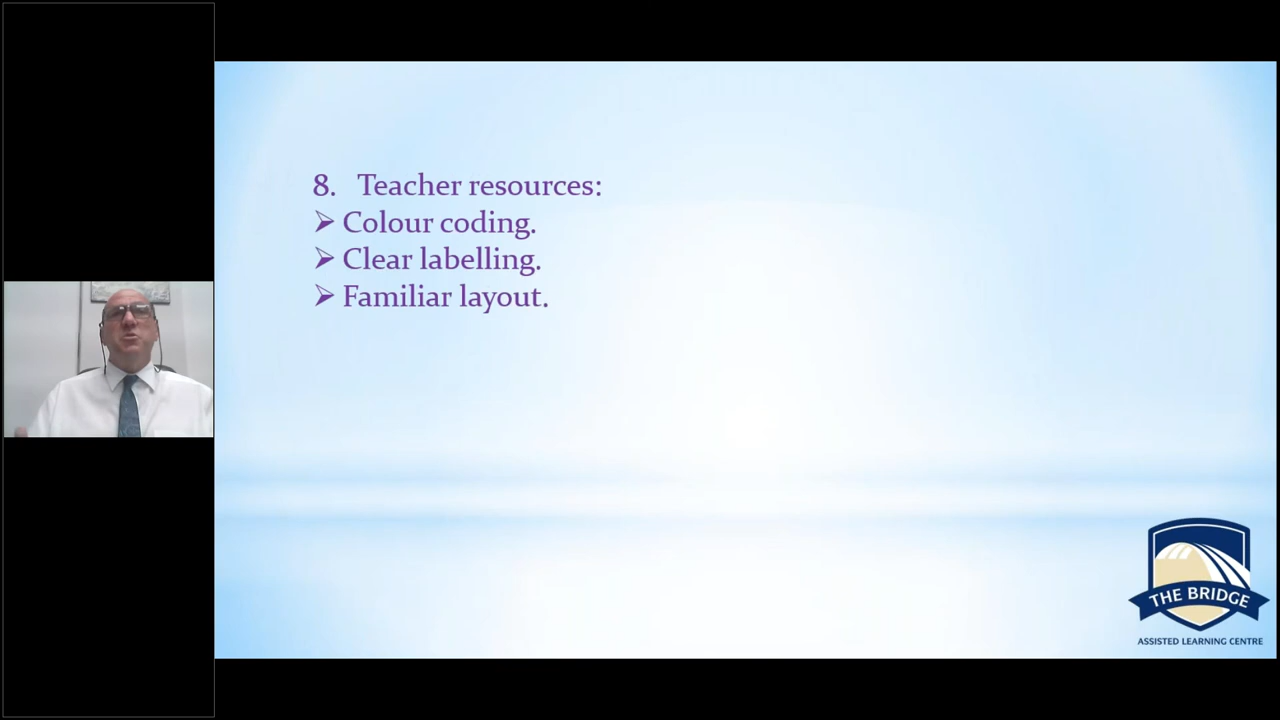 8. Teacher resources:
➢ Colour coding.
➢ Clear labelling.
➢ Familiar layout.
THE BRIDGE
ASSISTED LEARNING CENTRE